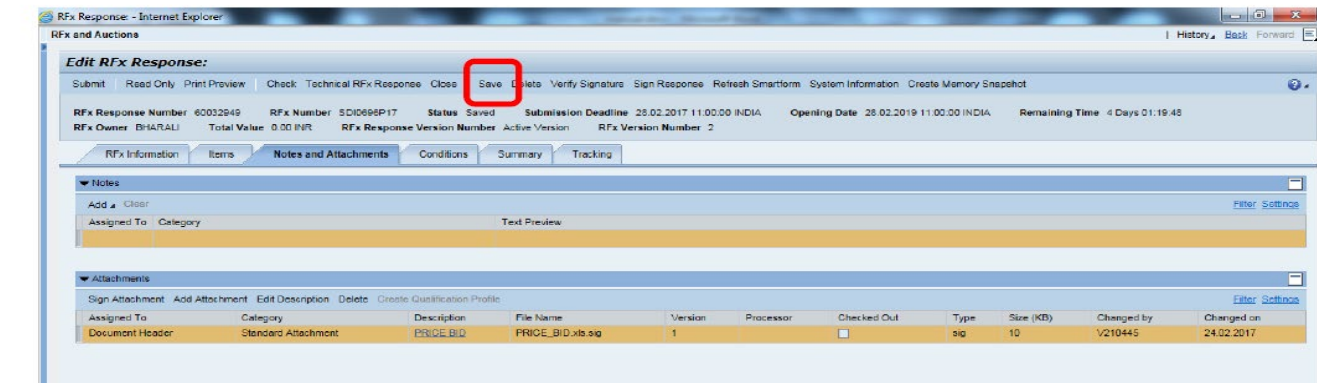 RFx Response: - Internet Explorer
RFx and Auctions | History Back Forward
Edit RFx Response:
Submit | Read Only Print Preview | Check Technical RFx Response Close | Save Delete Verify Signature Sign Response Refresh Smartform System Information Create Memory Snapshot
RFx Response Number 60032949 RFx Number SDI0696P17 Status Saved Submission Deadline 28.02.2017 11:00:00 INDIA Opening Date 28.02.2019 11:00:00 INDIA Remaining Time 4 Days 01:19:48
RFx Owner BHARALI Total Value 0.00 INR RFx Response Version Number Active Version RFx Version Number 2
RFx Information Items Notes and Attachments Conditions Summary Tracking
Notes
Add Clear Filter Settings
Assigned To Category Text Preview
Attachments
Sign Attachment Add Attachment Edit Description Delete Create Qualification Profile Filter Settings
Assigned To Category Description File Name Version Processor Checked Out Type Size (KB) Changed by Changed on
Document Header Standard Attachment PRICE BID PRICE_BID.xls.sig 1 sig 10 V210445 24.02.2017